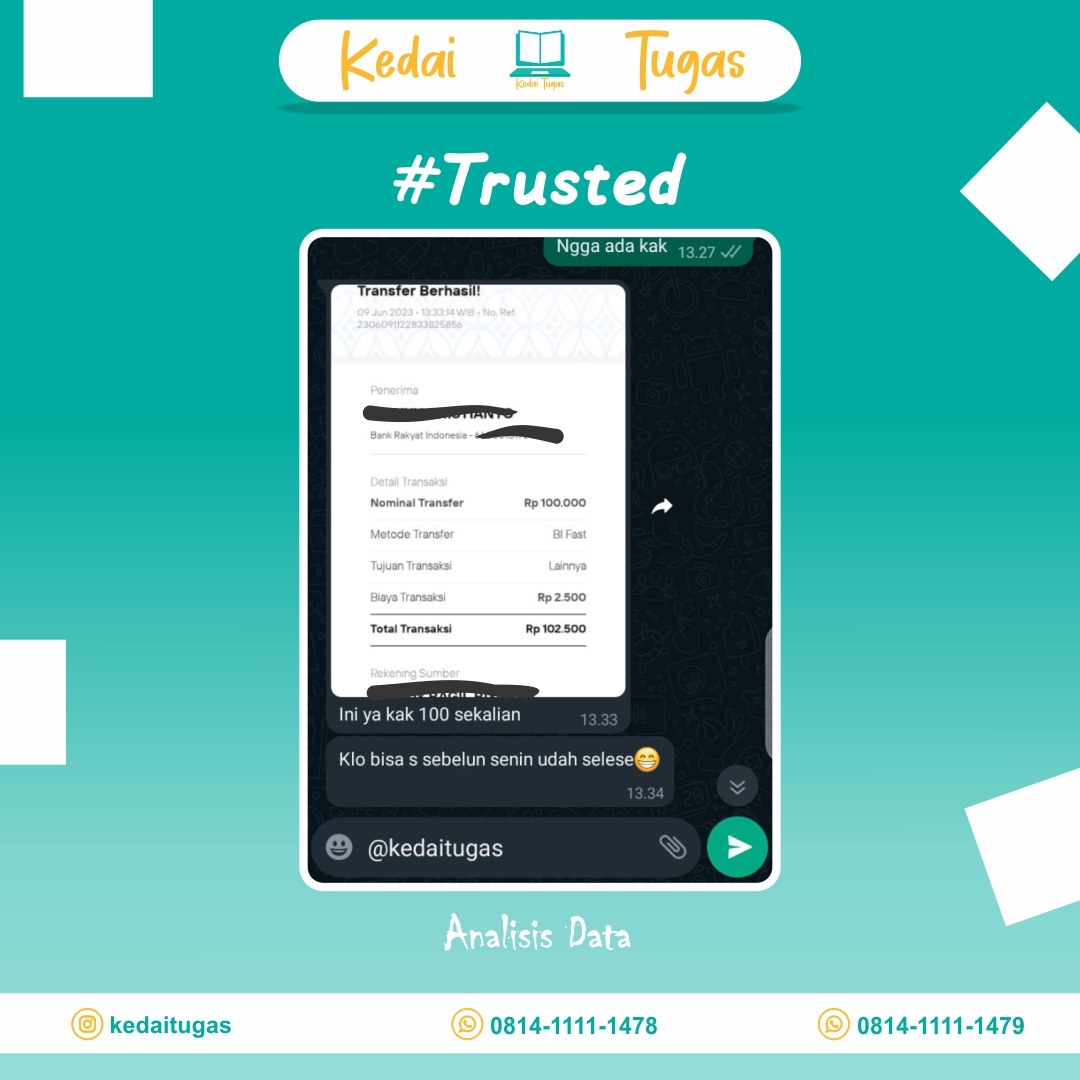 Kedai Tugas
Kedai Tugas
#Trusted
Ngga ada kak 13.27
Transfer Berhasil!
09 Jun 2023 - 13:33:14 WIB - No. Ref.
2306091122833825856
Penerima
Bank Rakyat Indonesia -
Detail Transaksi
Nominal Transfer Rp 100.000
Metode Transfer BI Fast
Tujuan Transaksi Lainnya
Biaya Transaksi Rp 2.500
Total Transaksi Rp 102.500
Rekening Sumber
Ini ya kak 100 sekalian 13.33
Klo bisa s sebelun senin udah selese😁
13.34
@kedaitugas
Analisis Data
kedaitugas 0814-1111-1478 0814-1111-1479